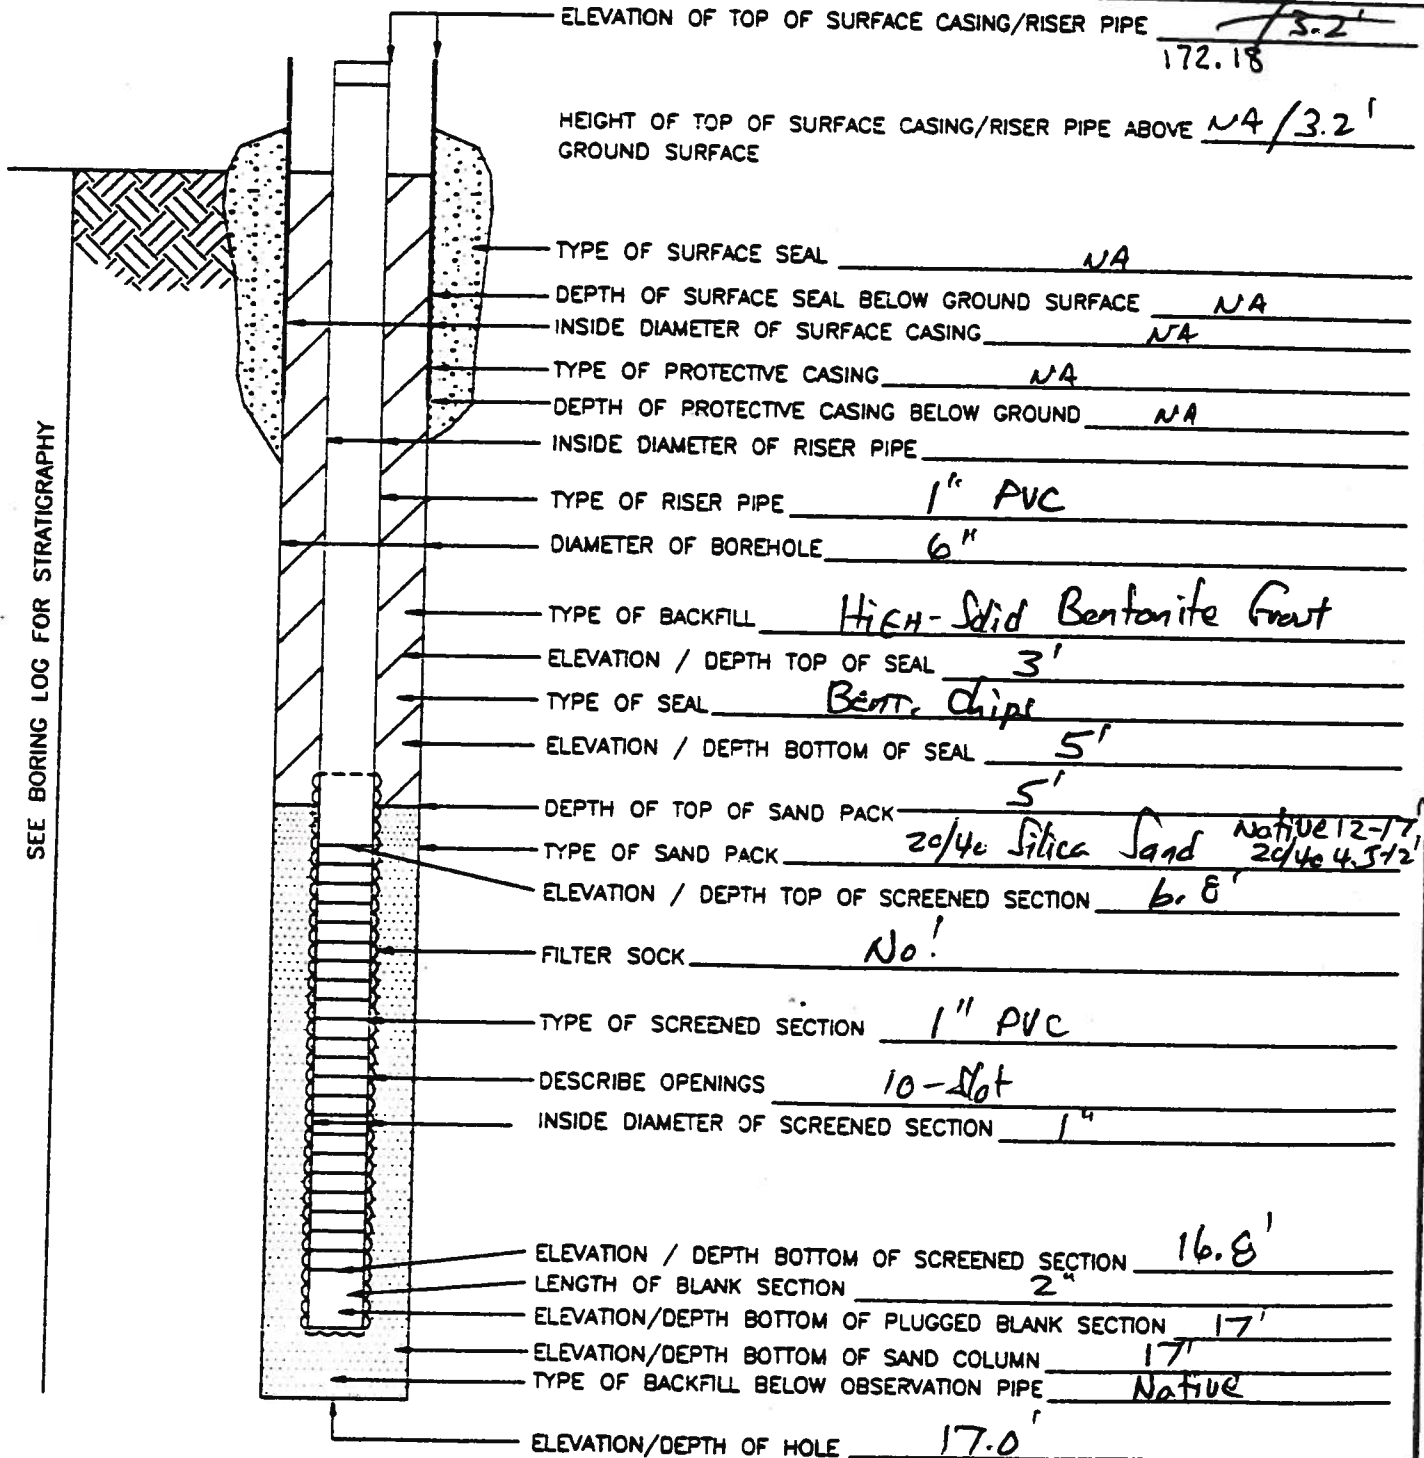 ELEVATION OF TOP OF SURFACE CASING/RISER PIPE / 3.2'
172.18
HEIGHT OF TOP OF SURFACE CASING/RISER PIPE ABOVE NA / 3.2'
GROUND SURFACE
TYPE OF SURFACE SEAL NA
DEPTH OF SURFACE SEAL BELOW GROUND SURFACE NA
INSIDE DIAMETER OF SURFACE CASING NA
TYPE OF PROTECTIVE CASING NA
DEPTH OF PROTECTIVE CASING BELOW GROUND NA
INSIDE DIAMETER OF RISER PIPE
TYPE OF RISER PIPE 1" PVC
DIAMETER OF BOREHOLE 6"
TYPE OF BACKFILL HIGH-Solid Bentonite Grout
ELEVATION / DEPTH TOP OF SEAL 3'
TYPE OF SEAL BENT. Chips
ELEVATION / DEPTH BOTTOM OF SEAL 5'
DEPTH OF TOP OF SAND PACK 5'
Native 12-17'
TYPE OF SAND PACK 20/40 Silica Sand 20/40 4.5-12'
ELEVATION / DEPTH TOP OF SCREENED SECTION 6.8'
FILTER SOCK No!
TYPE OF SCREENED SECTION 1" PVC
DESCRIBE OPENINGS 10-Slot
INSIDE DIAMETER OF SCREENED SECTION 1"
ELEVATION / DEPTH BOTTOM OF SCREENED SECTION 16.8'
LENGTH OF BLANK SECTION 2"
ELEVATION/DEPTH BOTTOM OF PLUGGED BLANK SECTION 17'
ELEVATION/DEPTH BOTTOM OF SAND COLUMN 17'
TYPE OF BACKFILL BELOW OBSERVATION PIPE Native
ELEVATION/DEPTH OF HOLE 17.0'
SEE BORING LOG FOR STRATIGRAPHY